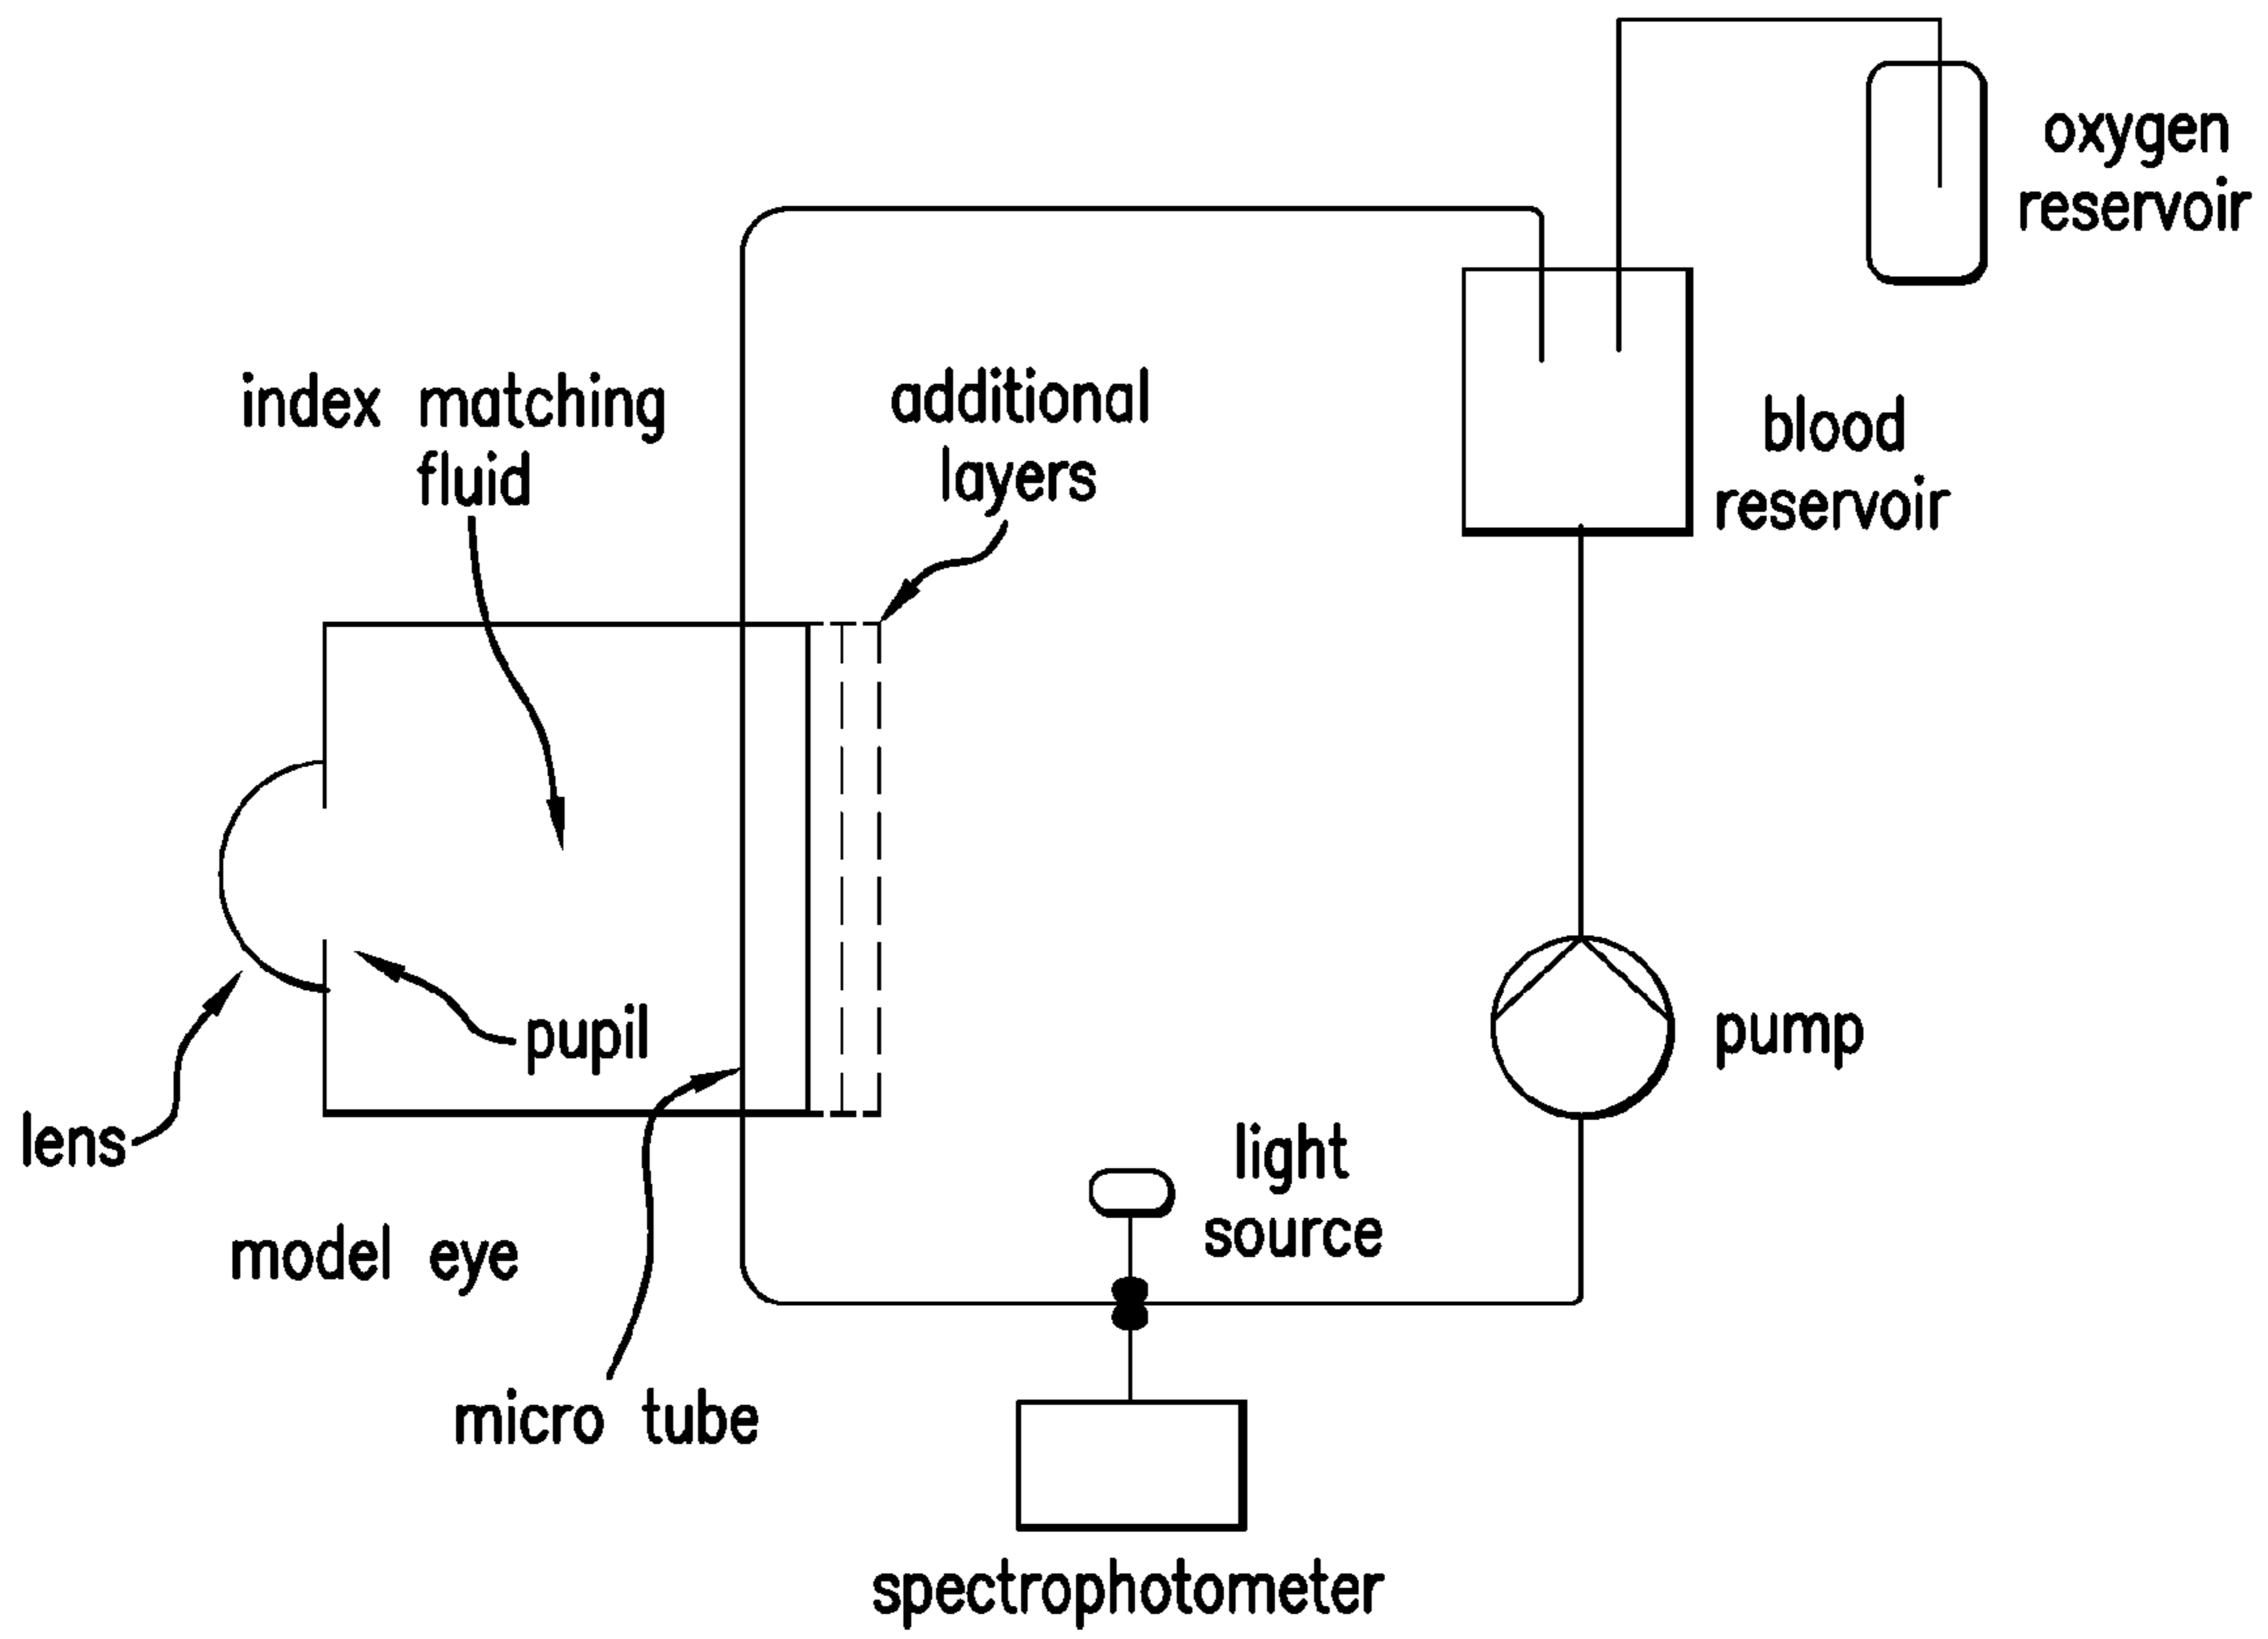 oxygen
reservoir
index matching
fluid
additional
layers
blood
reservoir
pupil
pump
lens
light
source
model eye
micro tube
spectrophotometer